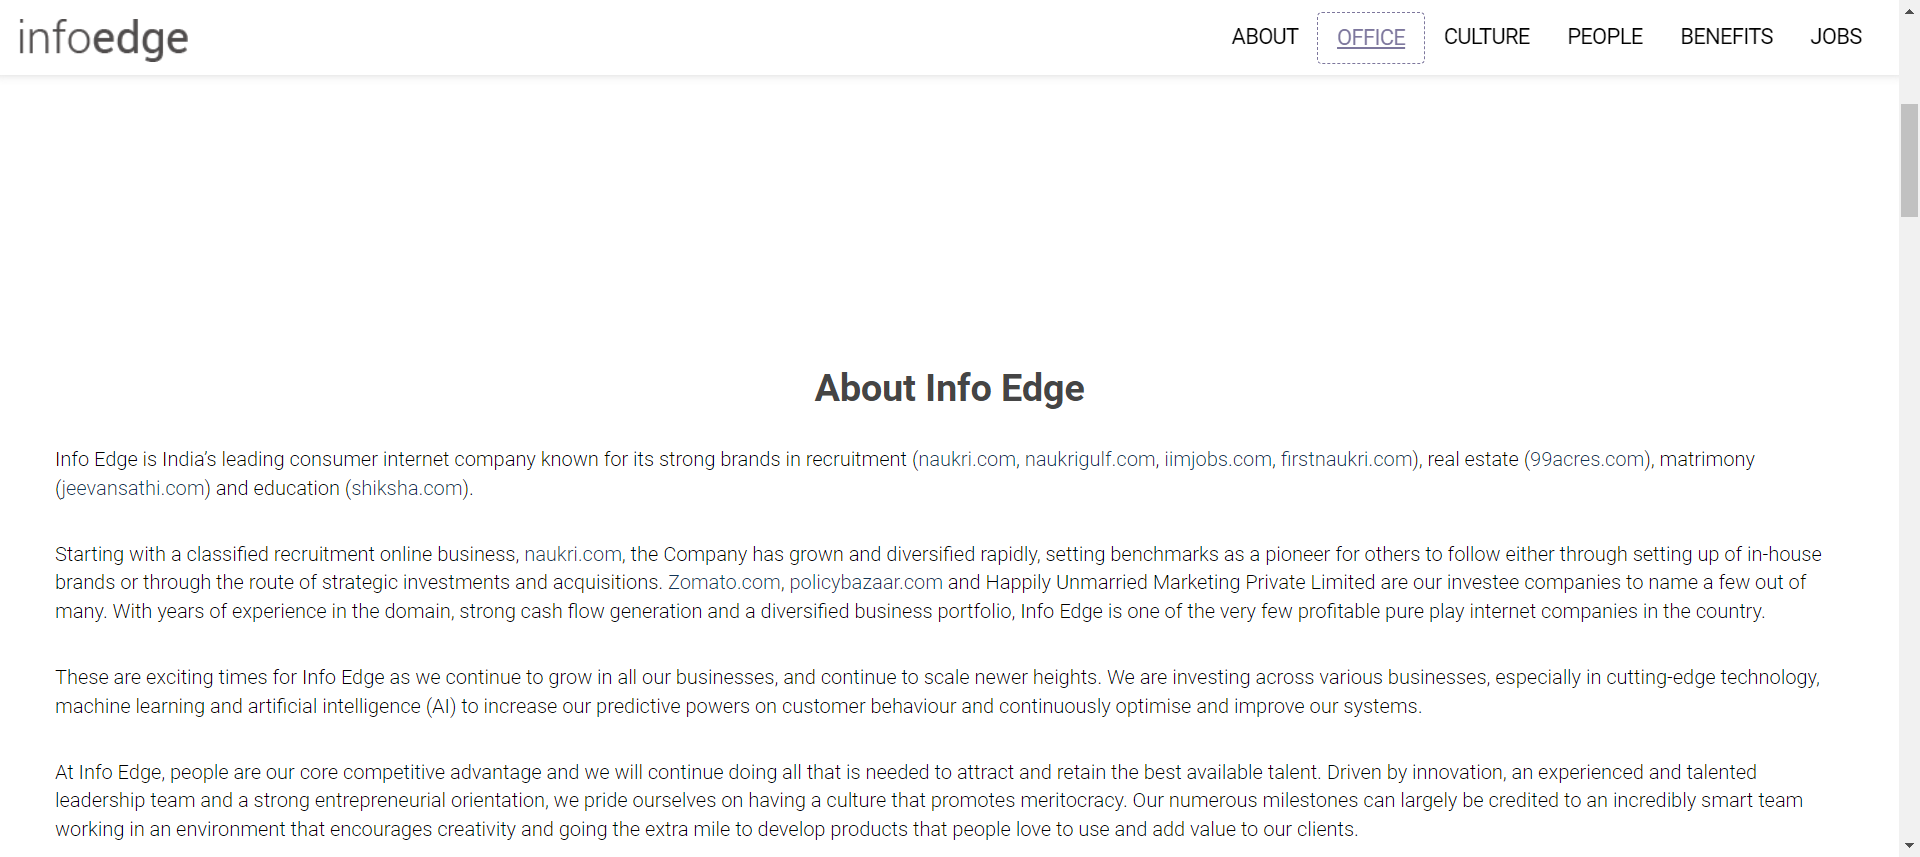 infoedge
ABOUT OFFICE CULTURE PEOPLE BENEFITS JOBS
About Info Edge
Info Edge is India's leading consumer internet company known for its strong brands in recruitment (naukri.com, naukrigulf.com, iimjobs.com, firstnaukri.com), real estate (99acres.com), matrimony
(jeevansathi.com) and education (shiksha.com).
Starting with a classified recruitment online business, naukri.com, the Company has grown and diversified rapidly, setting benchmarks as a pioneer for others to follow either through setting up of in-house
brands or through the route of strategic investments and acquisitions. Zomato.com, policybazaar.com and Happily Unmarried Marketing Private Limited are our investee companies to name a few out of
many. With years of experience in the domain, strong cash flow generation and a diversified business portfolio, Info Edge is one of the very few profitable pure play internet companies in the country.
These are exciting times for Info Edge as we continue to grow in all our businesses, and continue to scale newer heights. We are investing across various businesses, especially in cutting-edge technology,
machine learning and artificial intelligence (AI) to increase our predictive powers on customer behaviour and continuously optimise and improve our systems.
At Info Edge, people are our core competitive advantage and we will continue doing all that is needed to attract and retain the best available talent. Driven by innovation, an experienced and talented
leadership team and a strong entrepreneurial orientation, we pride ourselves on having a culture that promotes meritocracy. Our numerous milestones can largely be credited to an incredibly smart team
working in an environment that encourages creativity and going the extra mile to develop products that people love to use and add value to our clients.